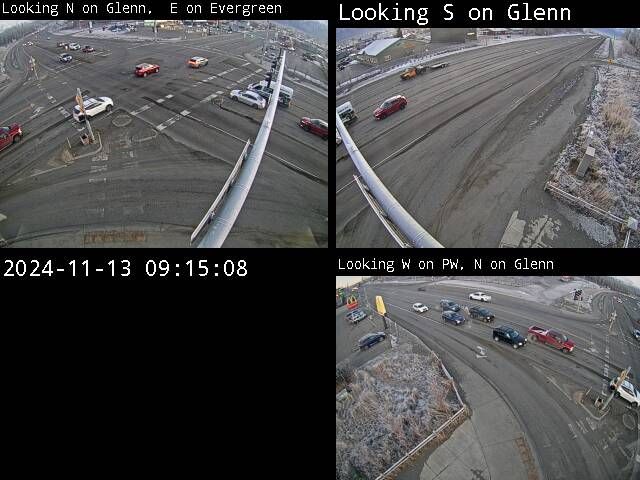 Looking N on Glenn,  E on Evergreen
Looking S on Glenn
2024-11-13 09:15:08
Looking W on PW, N on Glenn